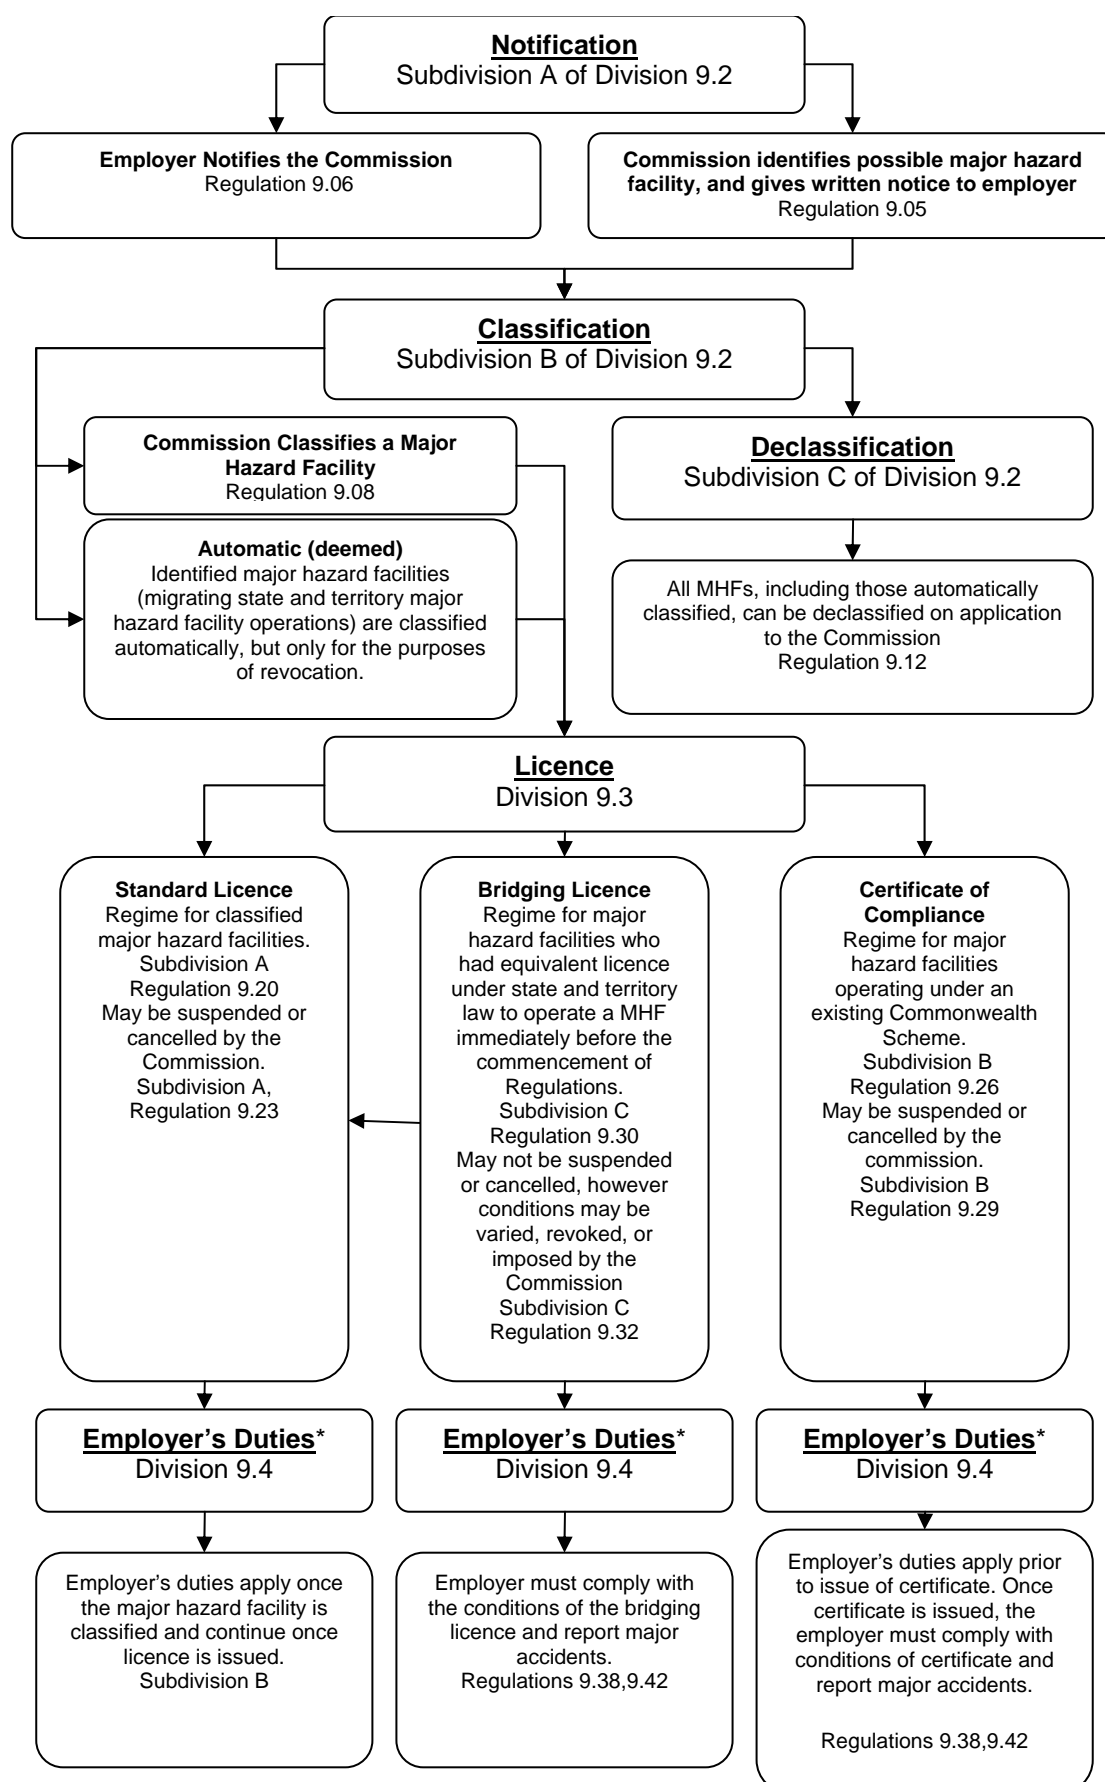 Notification
Subdivision A of Division 9.2
Employer Notifies the Commission
Regulation 9.06
Commission identifies possible major hazard
facility, and gives written notice to employer
Regulation 9.05
Classification
Subdivision B of Division 9.2
Commission Classifies a Major
Hazard Facility
Regulation 9.08
Declassification
Subdivision C of Division 9.2
Automatic (deemed)
Identified major hazard facilities
(migrating state and territory major
hazard facility operations) are classified
automatically, but only for the purposes
of revocation.
All MHFs, including those automatically
classified, can be declassified on application
to the Commission
Regulation 9.12
Licence
Division 9.3
Standard Licence
Regime for classified
major hazard facilities.
Subdivision A
Regulation 9.20
May be suspended or
cancelled by the
Commission.
Subdivision A,
Regulation 9.23
Bridging Licence
Regime for major
hazard facilities who
had equivalent licence
under state and territory
law to operate a MHF
immediately before the
commencement of
Regulations.
Subdivision C
Regulation 9.30
May not be suspended
or cancelled, however
conditions may be
varied, revoked, or
imposed by the
Commission
Subdivision C
Regulation 9.32
Certificate of
Compliance
Regime for major
hazard facilities
operating under an
existing Commonwealth
Scheme.
Subdivision B
Regulation 9.26
May be suspended or
cancelled by the
commission.
Subdivision B
Regulation 9.29
Employer’s Duties*
Division 9.4
Employer’s Duties*
Division 9.4
Employer’s Duties*
Division 9.4
Employer’s duties apply once
the major hazard facility is
classified and continue once
licence is issued.
Subdivision B
Employer must comply with
the conditions of the bridging
licence and report major
accidents.
Regulations 9.38,9.42
Employer’s duties apply prior
to issue of certificate. Once
certificate is issued, the
employer must comply with
conditions of certificate and
report major accidents.
Regulations 9.38,9.42